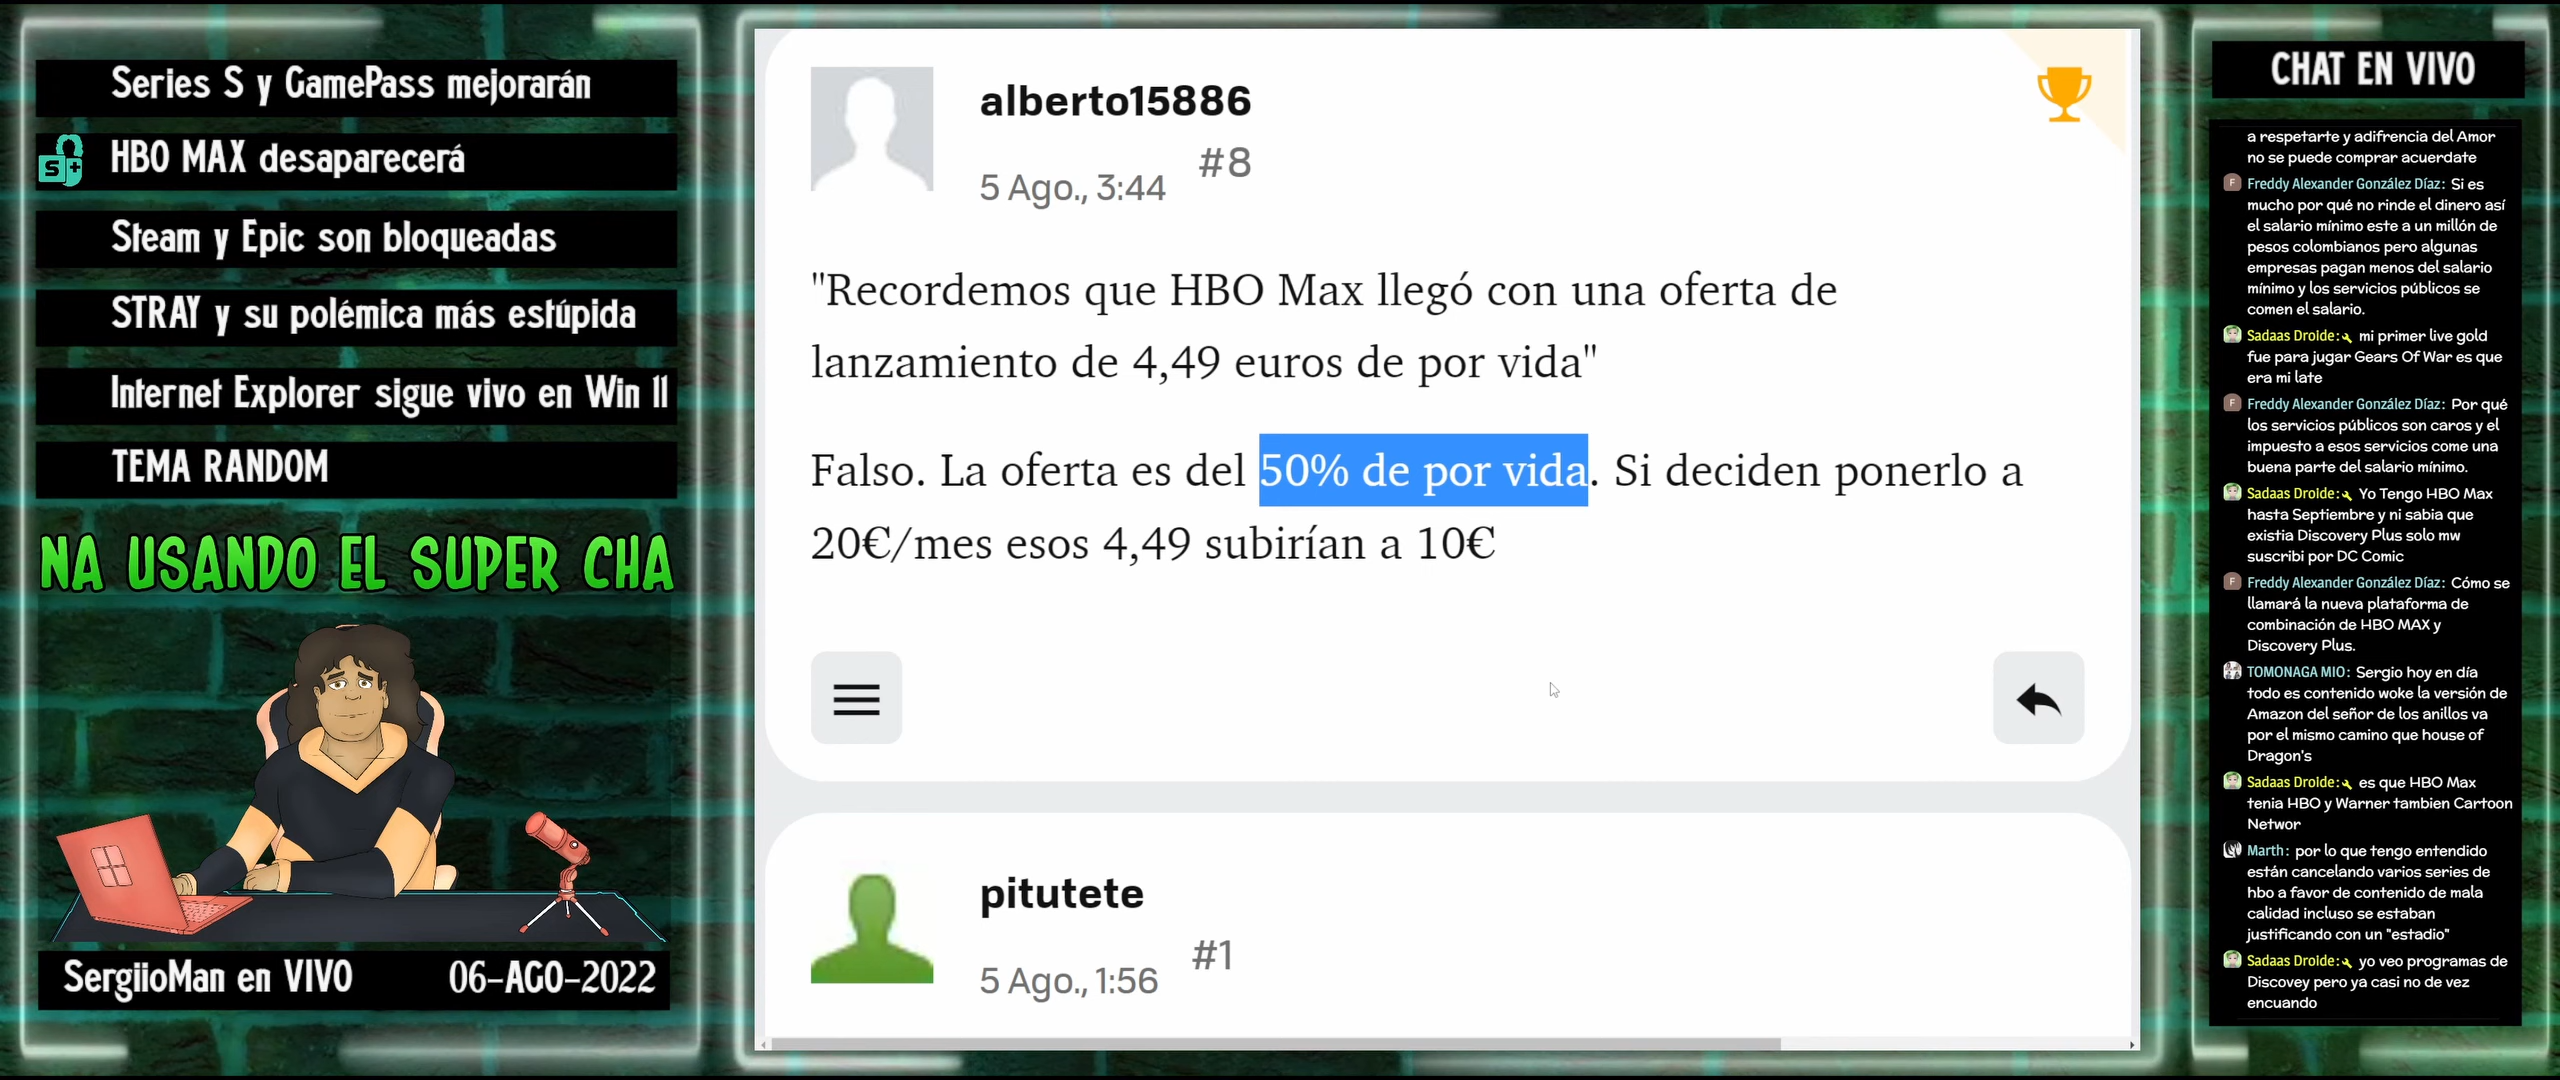 Series S y GamePass mejorarán
S+
HBO MAX desaparecerá
Steam y Epic son bloqueadas
STRAY y su polémica más estúpida
Internet Explorer sigue vivo en Win 11
TEMA RANDOM
NA USANDO EL SUPER CHA
SergiioMan en VIVO
06-AGO-2022
alberto15886
#8
5 Ago., 3:44
"Recordemos que HBO Max llegó con una oferta de
lanzamiento de 4,49 euros de por vida"
Falso. La oferta es del 50% de por vida. Si deciden ponerlo a
20€/mes esos 4,49 subirían a 10€
pitutete
#1
5 Ago., 1:56
CHAT EN VIVO
a respetarte y adifrencia del Amor
no se puede comprar acuerdate
F
Freddy Alexander González Díaz: Si es
mucho por qué no rinde el dinero así
el salario mínimo este a un millón de
pesos colombianos pero algunas
empresas pagan menos del salario
mínimo y los servicios públicos se
comen el salario.
Sadaas Droide: mi primer live gold
fue para jugar Gears Of War es que
era mi late
F
Freddy Alexander González Díaz: Por qué
los servicios públicos son caros y el
impuesto a esos servicios come una
buena parte del salario mínimo.
Sadaas Droide: Yo Tengo HBO Max
hasta Septiembre y ni sabia que
existia Discovery Plus solo mw
suscribi por DC Comic
F
Freddy Alexander González Díaz: Cómo se
llamará la nueva plataforma de
combinación de HBO MAX y
Discovery Plus.
TOMONAGA MIO: Sergio hoy en día
todo es contenido woke la versión de
Amazon del señor de los anillos va
por el mismo camino que house of
Dragon's
Sadaas Droide: es que HBO Max
tenia HBO y Warner tambien Cartoon
Networ
Marth: por lo que tengo entendido
están cancelando varios series de
hbo a favor de contenido de mala
calidad incluso se estaban
justificando con un "estadio"
Sadaas Droide: yo veo programas de
Discovey pero ya casi no de vez
encuando